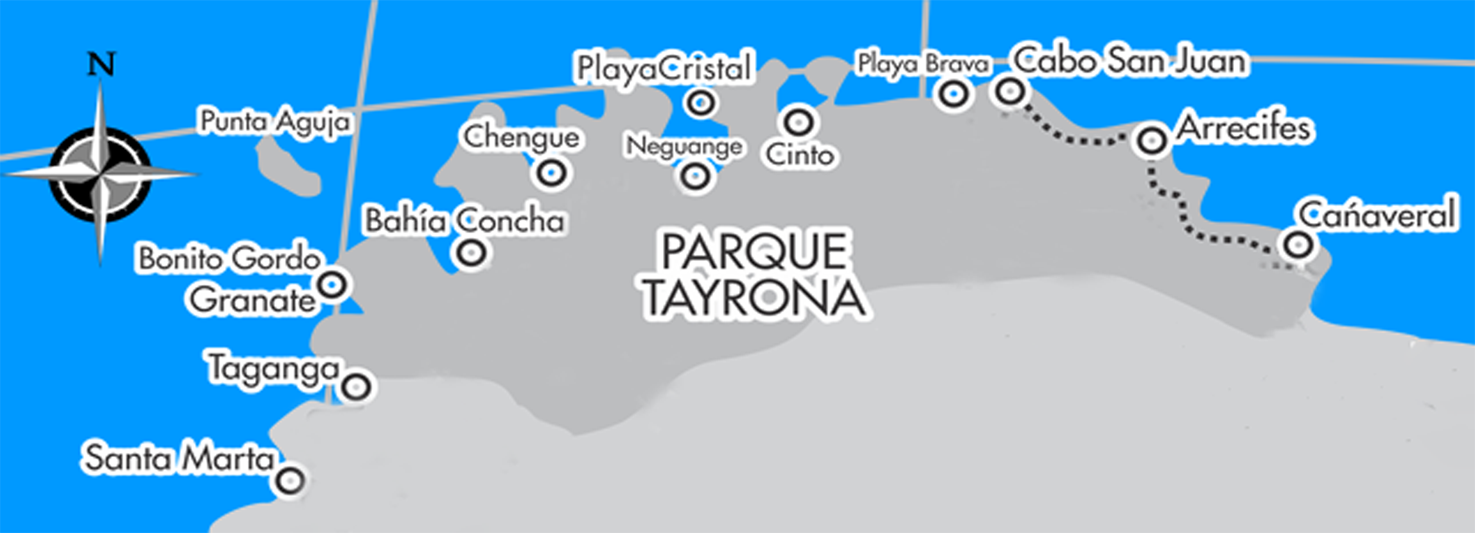 N
PlayaCristal
Playa Brava
Cabo San Juan
Punta Aguja
Chengue
Neguange
Cinto
Arrecifes
Bahía Concha
Cańaveral
Bonito Gordo
Granate
PARQUE
TAYRONA
Taganga
Santa Marta